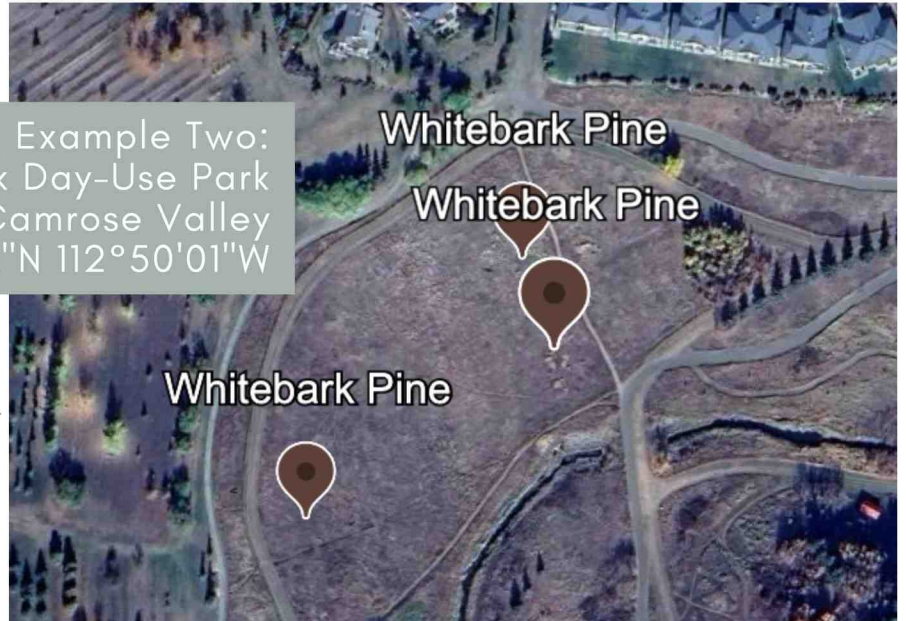 Example Two:
Day-Use Park
Camrose Valley
"N 112°50'01"W
Whitebark Pine
Whitebark Pine
Whitebark Pine